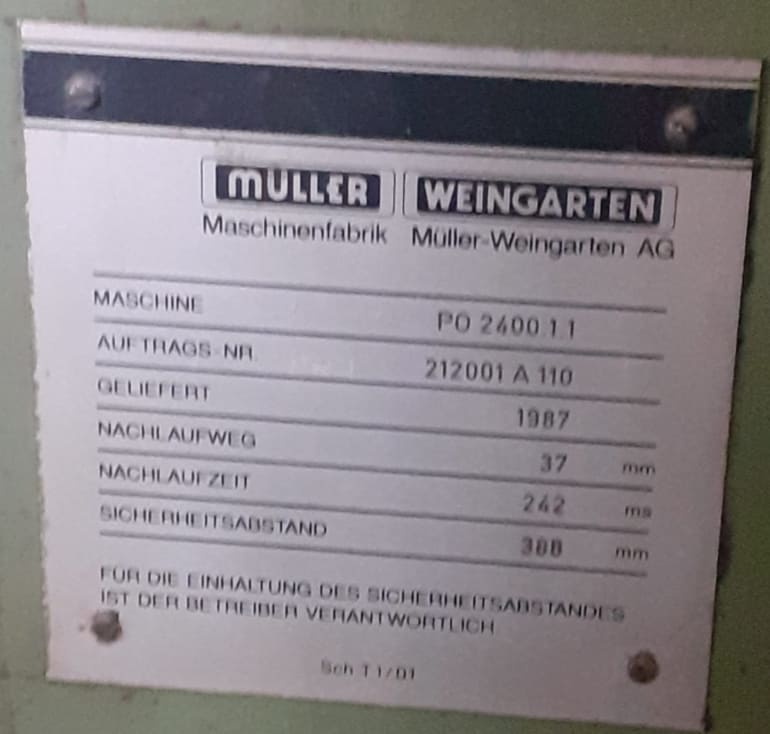 MÜLLER WEINGARTEN
Maschinenfabrik Müller-Weingarten AG
MASCHINE PO 2400.1.1
AUFTRAGS-NR. 212001 A 110
GELIEFERT 1987
NACHLAUFWEG 37 mm
NACHLAUFZEIT 242 ms
SICHERHEITSABSTAND 388 mm
FÜR DIE EINHALTUNG DES SICHERHEITSABSTANDES
IST DER BETREIBER VERANTWORTLICH
Sch T 1/01